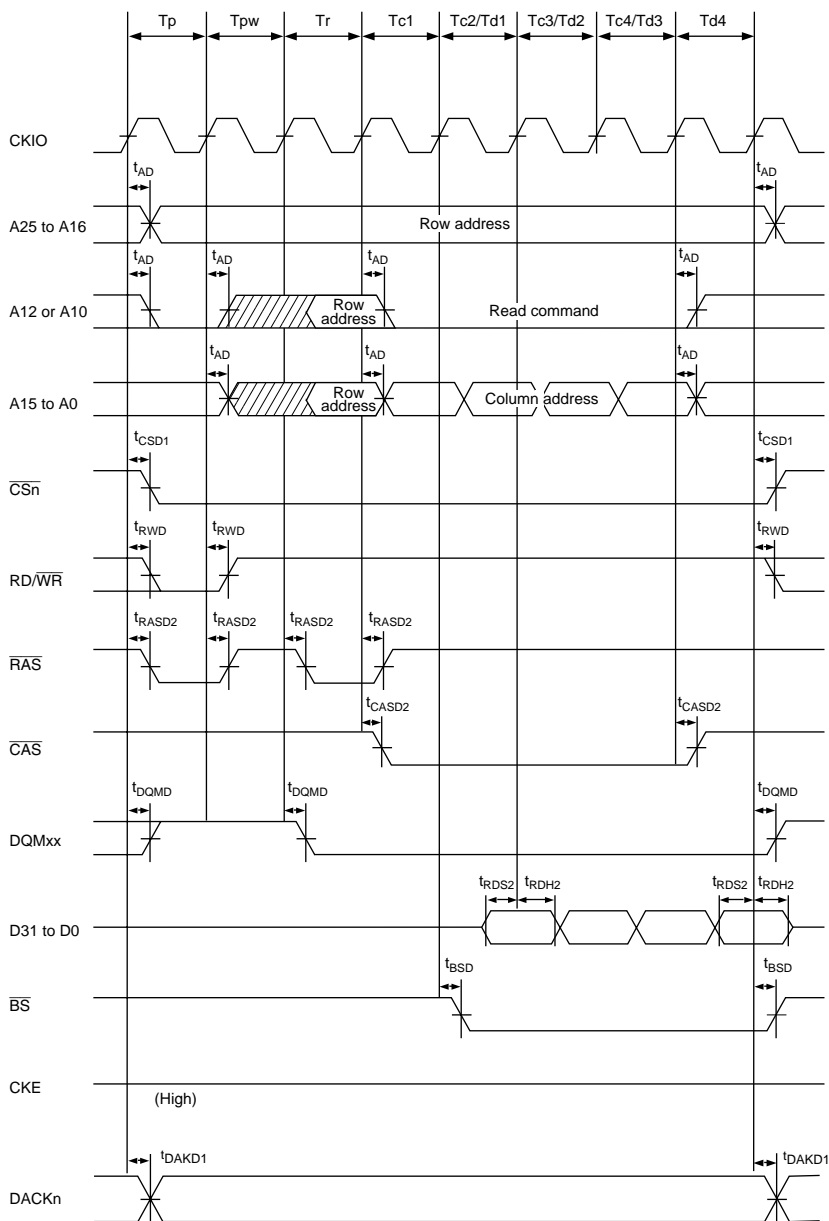 Tp Tpw Tr Tc1 Tc2/Td1 Tc3/Td2 Tc4/Td3 Td4
CKIO
tAD tAD
A25 to A16 Row address
tAD tAD tAD tAD
A12 or A10 Row address Read command
tAD tAD tAD
A15 to A0 Row address Column address
tCSD1 tCSD1
CSn
tRWD tRWD tRWD
RD/WR
tRASD2 tRASD2 tRASD2 tRASD2
RAS
tCASD2 tCASD2
CAS
tDQMD tDQMD tDQMD
DQMxx
tRDS2 tRDH2 tRDS2 tRDH2
D31 to D0
tBSD tBSD
BS
CKE
(High)
tDAKD1 tDAKD1
DACKn